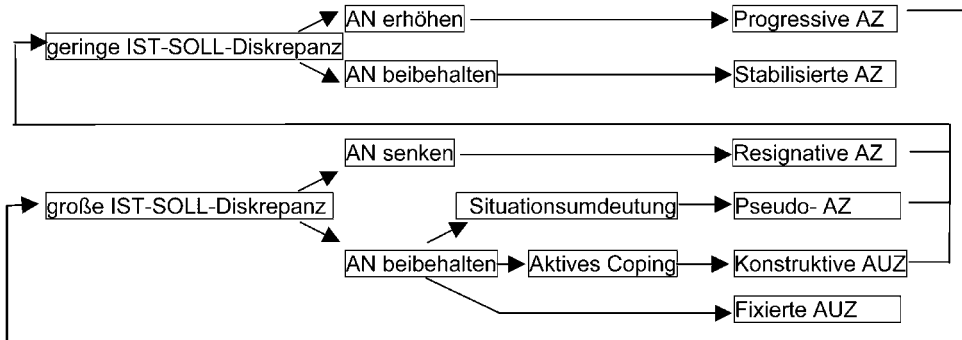 AN erhöhen
Progressive AZ
geringe IST-SOLL-Diskrepanz
AN beibehalten
Stabilisierte AZ
AN senken
Resignative AZ
große IST-SOLL-Diskrepanz
Situationsumdeutung
Pseudo- AZ
AN beibehalten
Aktives Coping
Konstruktive AUZ
Fixierte AUZ